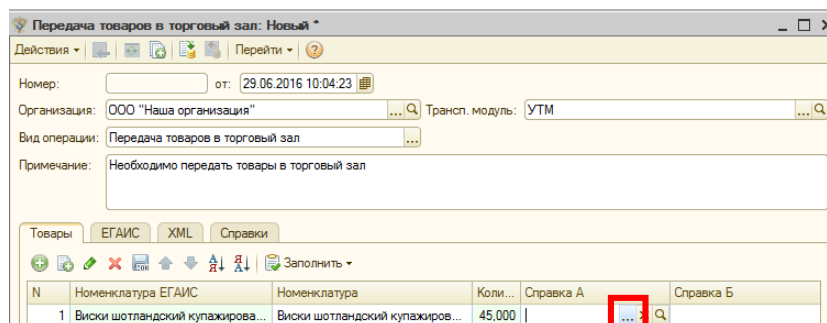 Передача товаров в торговый зал: Новый *
Действия Перейти
Номер: от: 29.06.2016 10:04:23
Организация: ООО "Наша организация" ... Трансп. модуль: УТМ ...
Вид операции: Передача товаров в торговый зал ...
Примечание: Необходимо передать товары в торговый зал
Товары ЕГАИС XML Справки
Заполнить
N Номенклатура ЕГАИС Номенклатура Коли... Справка А Справка Б
1 Виски шотландский купажирова... Виски шотландский купажиров... 45,000 ...